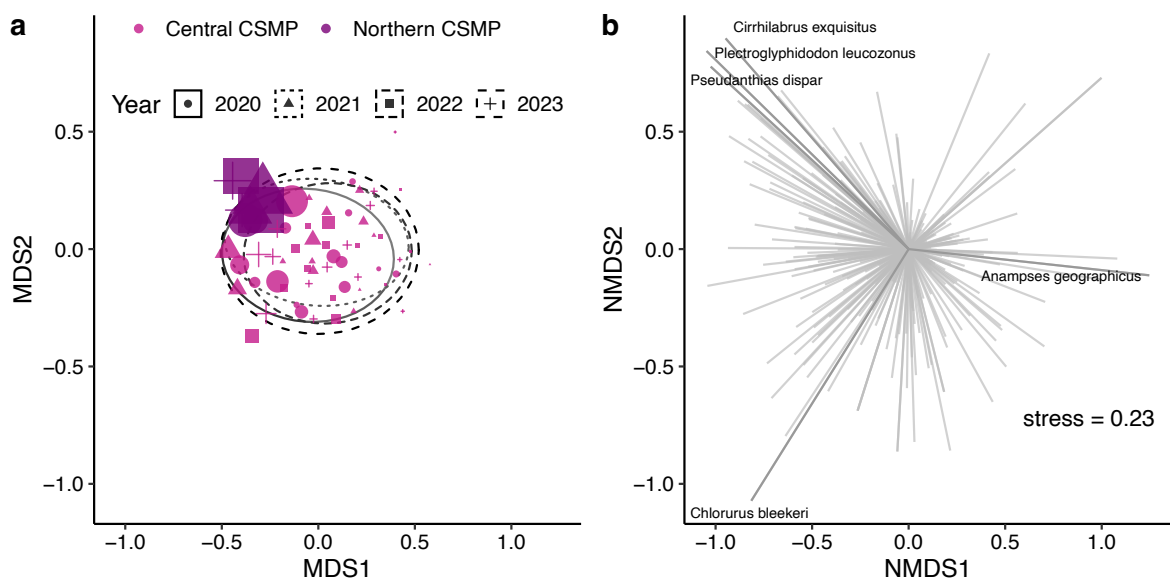 a
Central CSMP
Northern CSMP
Year
2020
2021
2022
2023
0.5
0.0
−0.5
−1.0
MDS2
−1.0
−0.5
0.0
0.5
1.0
MDS1
b
Cirrhilabrus exquisitus
Plectroglyphidodon leucozonus
Pseudanthias dispar
Anampses geographicus
stress = 0.23
Chlorurus bleekeri
0.5
0.0
−0.5
−1.0
NMDS2
−1.0
−0.5
0.0
0.5
1.0
NMDS1